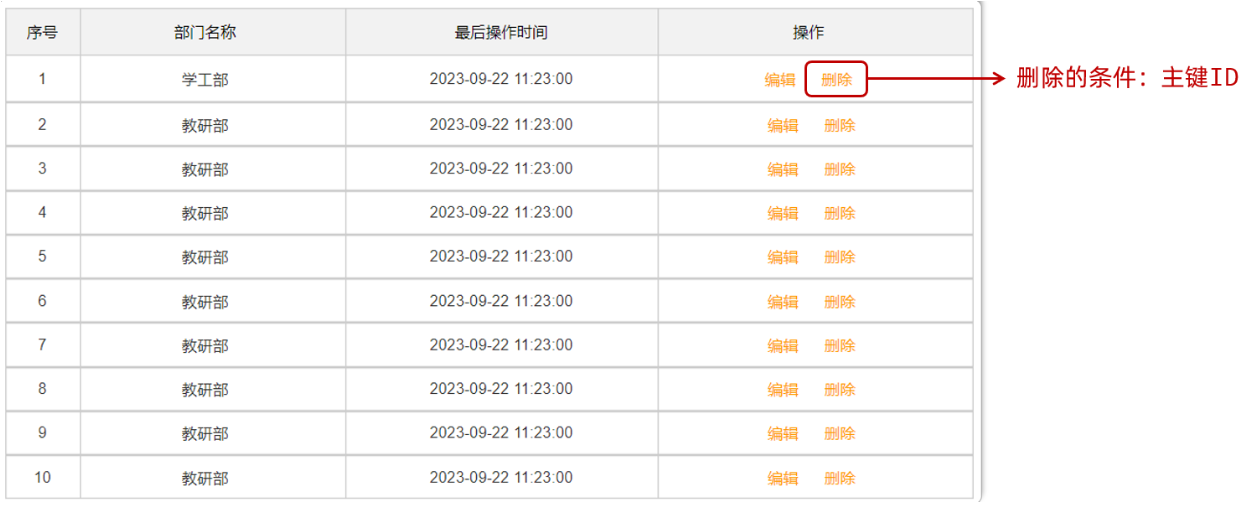 序号 部门名称 最后操作时间 操作
1 学工部 2023-09-22 11:23:00 编辑 删除 删除的条件：主键ID
2 教研部 2023-09-22 11:23:00 编辑 删除
3 教研部 2023-09-22 11:23:00 编辑 删除
4 教研部 2023-09-22 11:23:00 编辑 删除
5 教研部 2023-09-22 11:23:00 编辑 删除
6 教研部 2023-09-22 11:23:00 编辑 删除
7 教研部 2023-09-22 11:23:00 编辑 删除
8 教研部 2023-09-22 11:23:00 编辑 删除
9 教研部 2023-09-22 11:23:00 编辑 删除
10 教研部 2023-09-22 11:23:00 编辑 删除